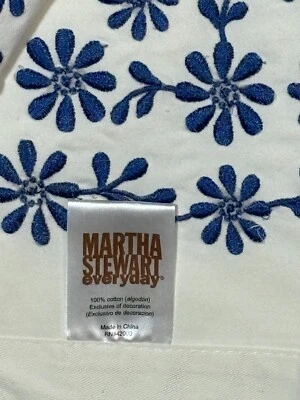 MARTHA
STEWART
everyday®
100% cotton (algodón)
Exclusive of decoration
(Exclusivo de decoración)
Made in China